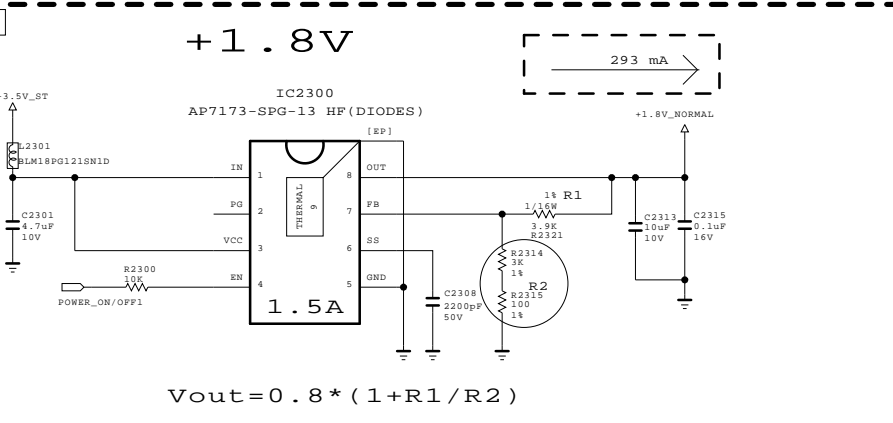 +1.8V
293 mA
+3.5V_ST
IC2300
AP7173-SPG-13 HF(DIODES)
+1.8V_NORMAL
[EP]
L2301
BLM18PG121SN1D
IN
1
8
OUT
THERMAL
9
PG
2
7
FB
1%
R1
1/16W
3.9K
R2321
C2301
4.7uF
10V
C2313
10uF
10V
C2315
0.1uF
16V
VCC
3
6
SS
R2314
3K
1%
R2
R2315
100
1%
R2300
10K
EN
4
5
GND
POWER_ON/OFF1
1.5A
C2308
2200pF
50V
Vout=0.8*(1+R1/R2)